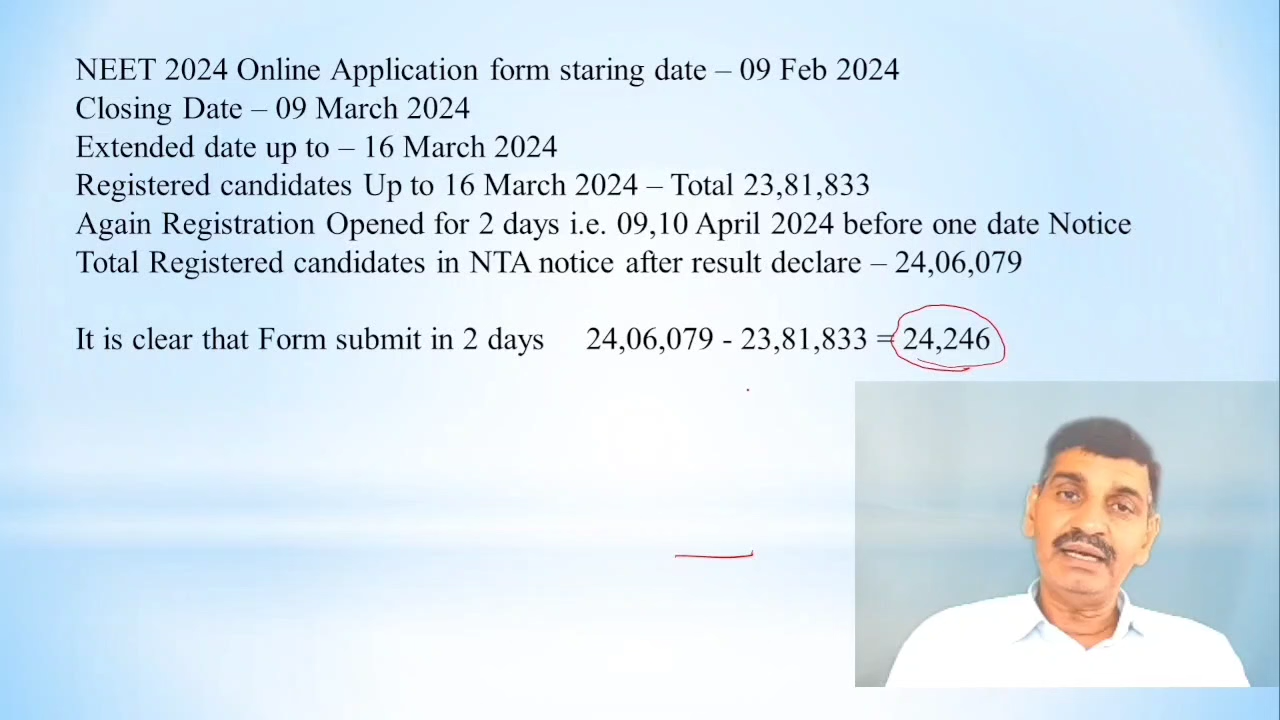 NEET 2024 Online Application form staring date – 09 Feb 2024
Closing Date – 09 March 2024
Extended date up to – 16 March 2024
Registered candidates Up to 16 March 2024 – Total 23,81,833
Again Registration Opened for 2 days i.e. 09,10 April 2024 before one date Notice
Total Registered candidates in NTA notice after result declare – 24,06,079
It is clear that Form submit in 2 days 24,06,079 - 23,81,833 = 24,246